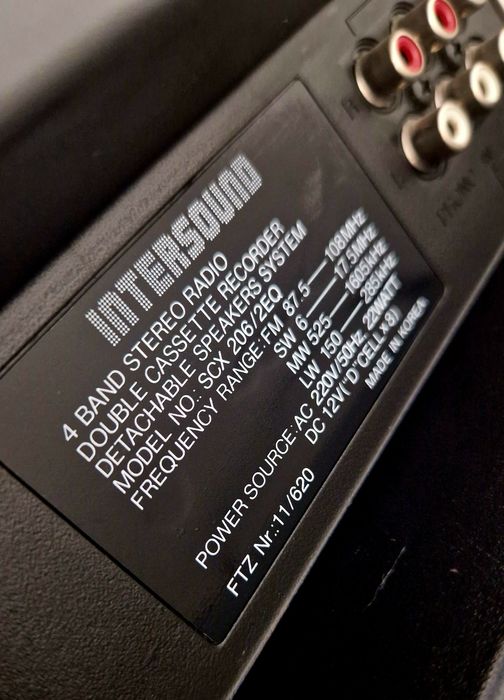 INTERSOUND
4 BAND STEREO RADIO
DOUBLE CASSETTE RECORDER
DETACHABLE SPEAKERS SYSTEM
MODEL NO.: SCX 206/2EQ
FREQUENCY RANGE: FM 87.5—108MHz
SW 6—17.5MHz
MW 525—1605kHz
LW 150—285kHz
POWER SOURCE: AC 220V/50Hz, 22WATT
DC 12V("D"CELL x 8)
FTZ Nr.:11/620
MADE IN KOREA